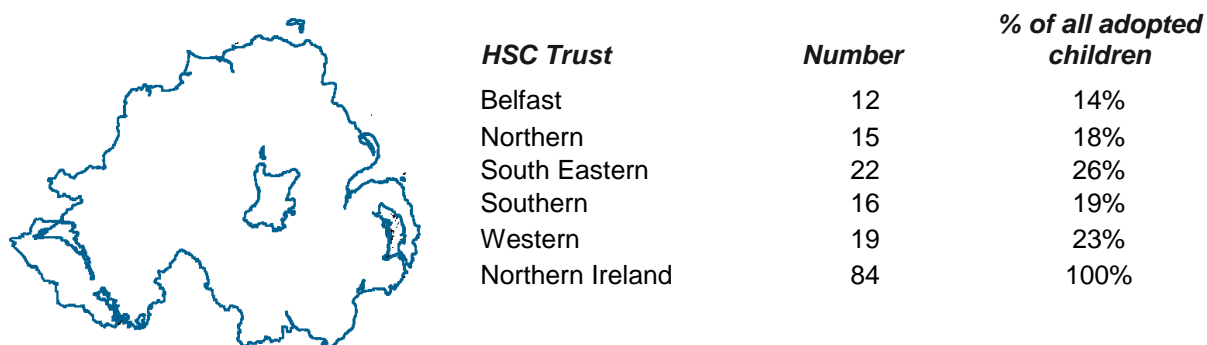 % of all adopted
HSC Trust Number children
Belfast 12 14%
Northern 15 18%
South Eastern 22 26%
Southern 16 19%
Western 19 23%
Northern Ireland 84 100%